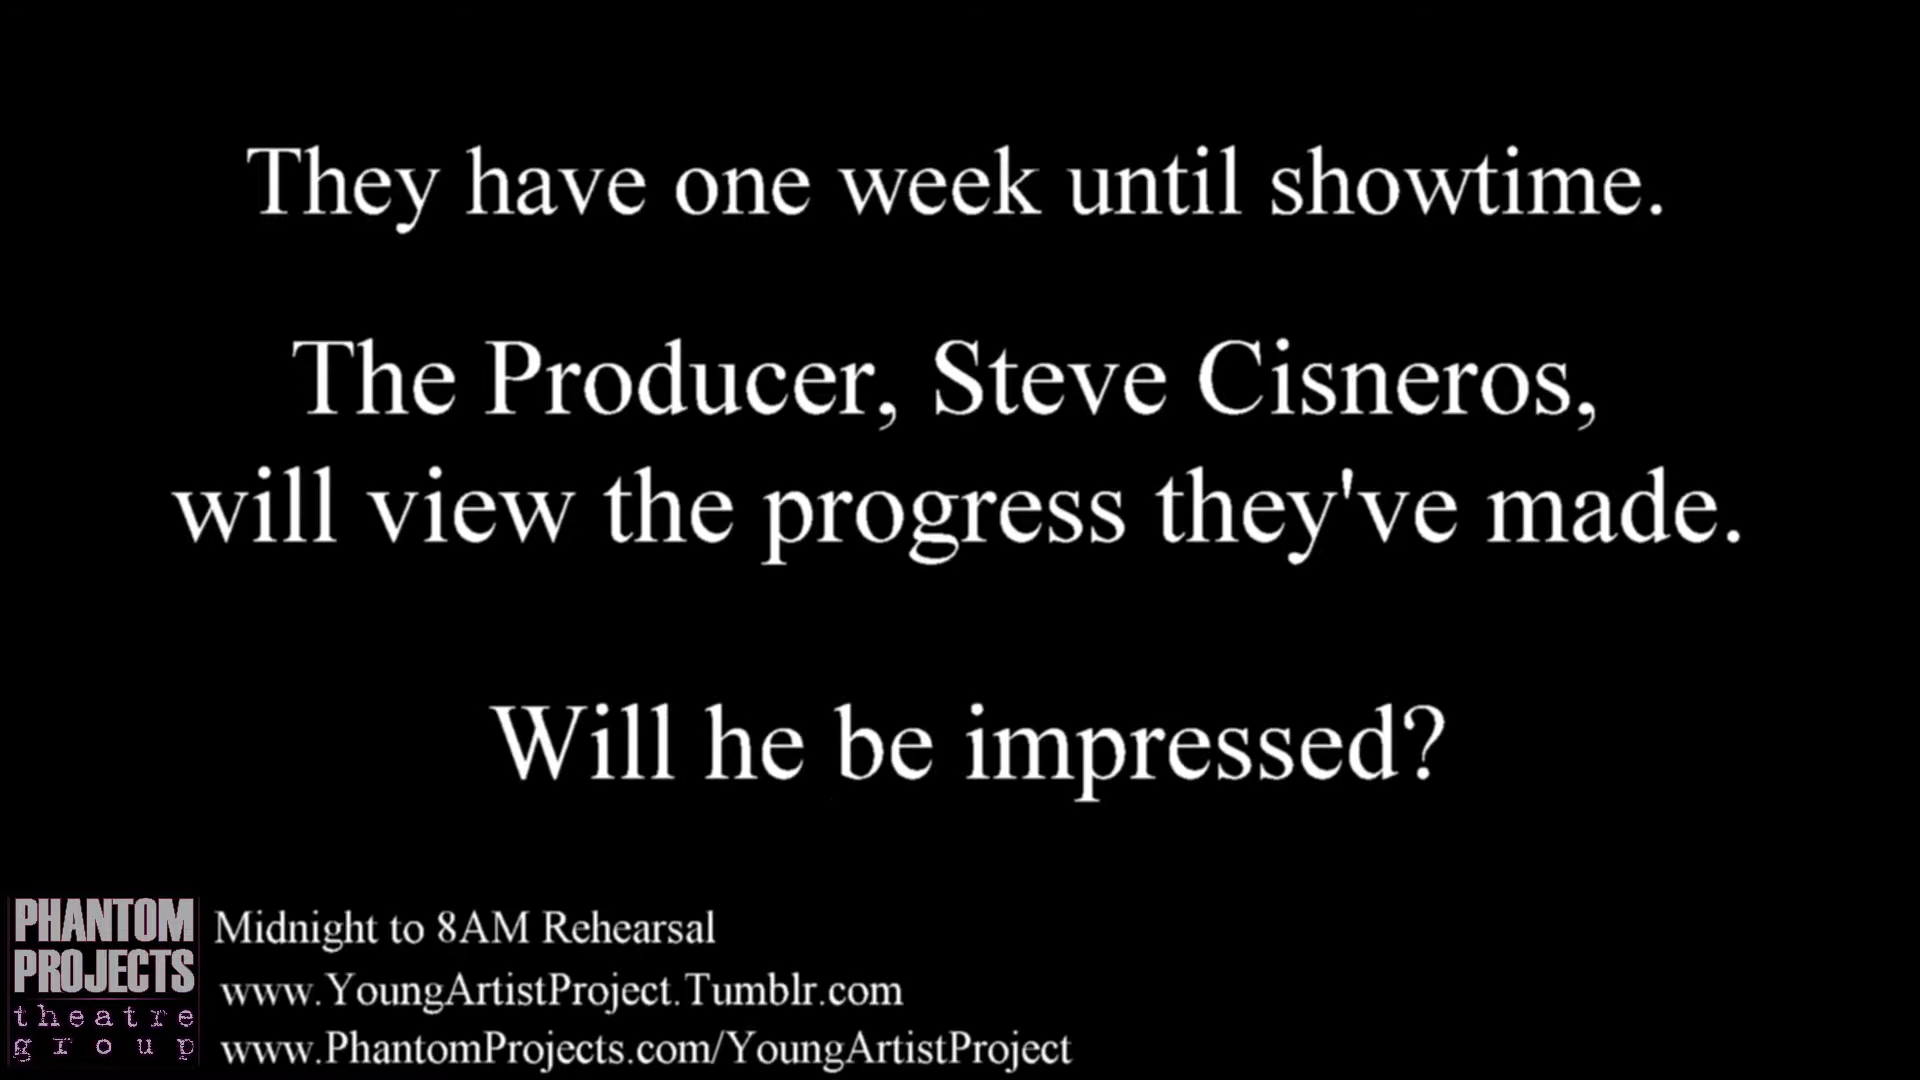 They have one week until showtime.
The Producer, Steve Cisneros,
will view the progress they've made.
Will he be impressed?
PHANTOM
PROJECTS
theatre
group
Midnight to 8AM Rehearsal
www.YoungArtistProject.Tumblr.com
www.PhantomProjects.com/YoungArtistProject